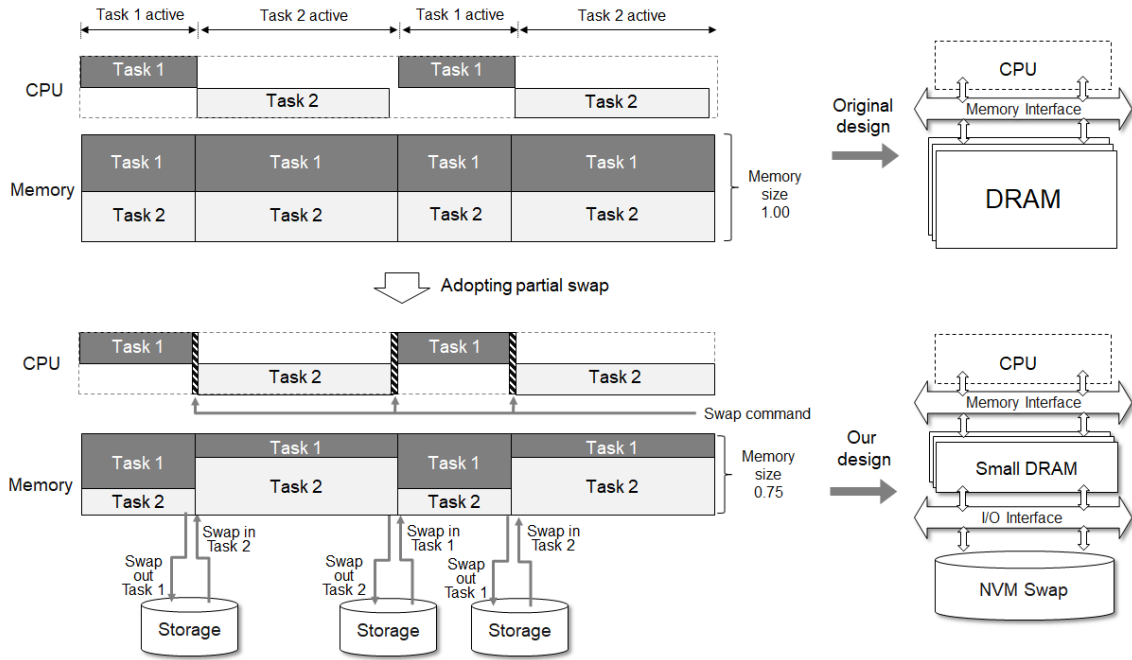 Task 1 active
Task 2 active
Task 1 active
Task 2 active
CPU
Task 1
Task 2
Task 1
Task 2
Memory
Task 1
Task 1
Task 1
Task 1
Task 2
Task 2
Task 2
Task 2
Memory
size
1.00
Original
design
CPU
Memory Interface
DRAM
Adopting partial swap
CPU
Task 1
Task 2
Task 1
Task 2
Swap command
Memory
Task 1
Task 2
Task 1
Task 2
Task 1
Task 2
Task 1
Task 2
Memory
size
0.75
Our
design
CPU
Memory Interface
Small DRAM
I/O Interface
NVM Swap
Swap
out
Task 1
Swap in
Task 2
Storage
Swap
out
Task 2
Swap in
Task 1
Storage
Swap
out
Task 1
Swap in
Task 2
Storage